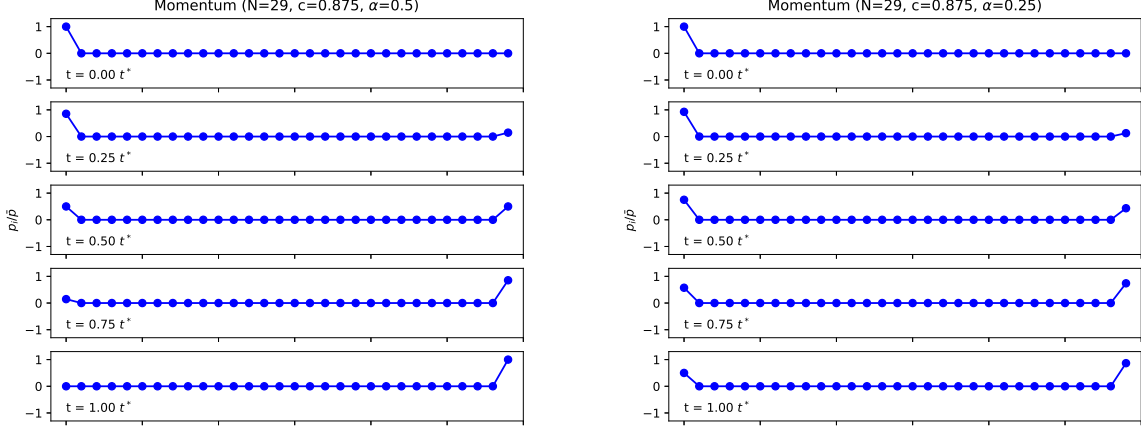 Momentum (N=29, c=0.875, α=0.5)
1
0
−1
t = 0.00 t*
1
0
−1
t = 0.25 t*
1
0
−1
t = 0.50 t*
p_i/p̄
1
0
−1
t = 0.75 t*
1
0
−1
t = 1.00 t*
Momentum (N=29, c=0.875, α=0.25)
1
0
−1
t = 0.00 t*
1
0
−1
t = 0.25 t*
1
0
−1
t = 0.50 t*
p_i/p̄
1
0
−1
t = 0.75 t*
1
0
−1
t = 1.00 t*